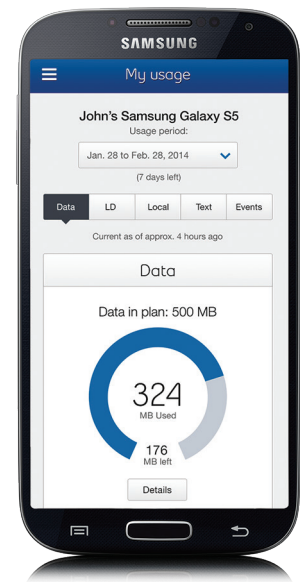 SAMSUNG
My usage
John's Samsung Galaxy S5
Usage period:
Jan. 28 to Feb. 28, 2014
(7 days left)
Data LD Local Text Events
Current as of approx. 4 hours ago
Data
Data in plan: 500 MB
324
MB Used
176
MB left
Details